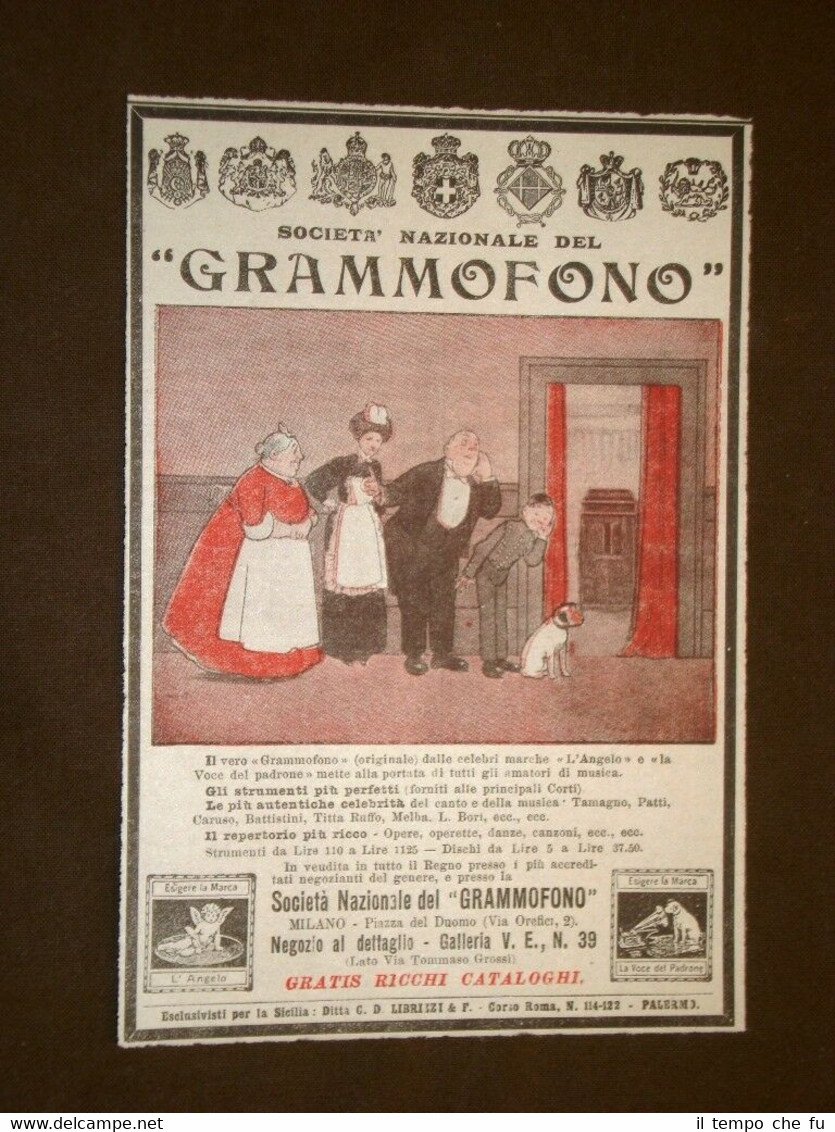 SOCIETA' NAZIONALE DEL
"GRAMMOFONO"
Il vero «Grammofono» (originale) dalle celebri marche «L'Angelo» e «la
Voce del padrone» mette alla portata di tutti gli amatori di musica.
Gli strumenti più perfetti (forniti alle principali Corti)
Le più autentiche celebrità del canto e della musica: Tamagno, Patti,
Caruso, Battistini, Titta Ruffo, Melba, L. Bori, ecc., ecc.
Il repertorio più ricco - Opere, operette, danze, canzoni, ecc., ecc.
Strumenti da Lire 110 a Lire 1125 — Dischi da Lire 5 a Lire 37.50.
In vendita in tutto il Regno presso i più accredi-
tati negozianti del genere, e presso la
Società Nazionale del "GRAMMOFONO"
MILANO - Piazza del Duomo (Via Orefici, 2).
Negozio al dettaglio - Galleria V. E., N. 39
(Lato Via Tommaso Grossi)
GRATIS RICCHI CATALOGHI.
Esigere la Marca
L'Angelo
Esigere la Marca
La Voce del Padrone
Esclusivisti per la Sicilia: Ditta C. D. LIBRIZZI & F. - Corso Roma, N. 114-122 - PALERMO.
il tempo che fu